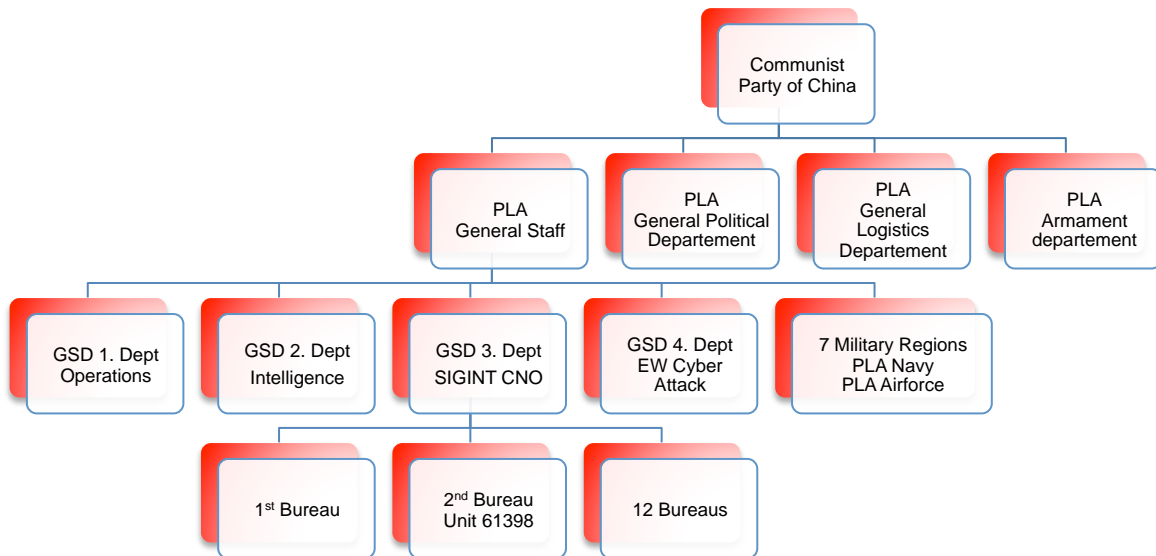 Communist
Party of China
PLA
General Staff
PLA
General Political
Departement
PLA
General
Logistics
Departement
PLA
Armament
departement
GSD 1. Dept
Operations
GSD 2. Dept
Intelligence
GSD 3. Dept
SIGINT CNO
GSD 4. Dept
EW Cyber
Attack
7 Military Regions
PLA Navy
PLA Airforce
1st Bureau
2nd Bureau
Unit 61398
12 Bureaus